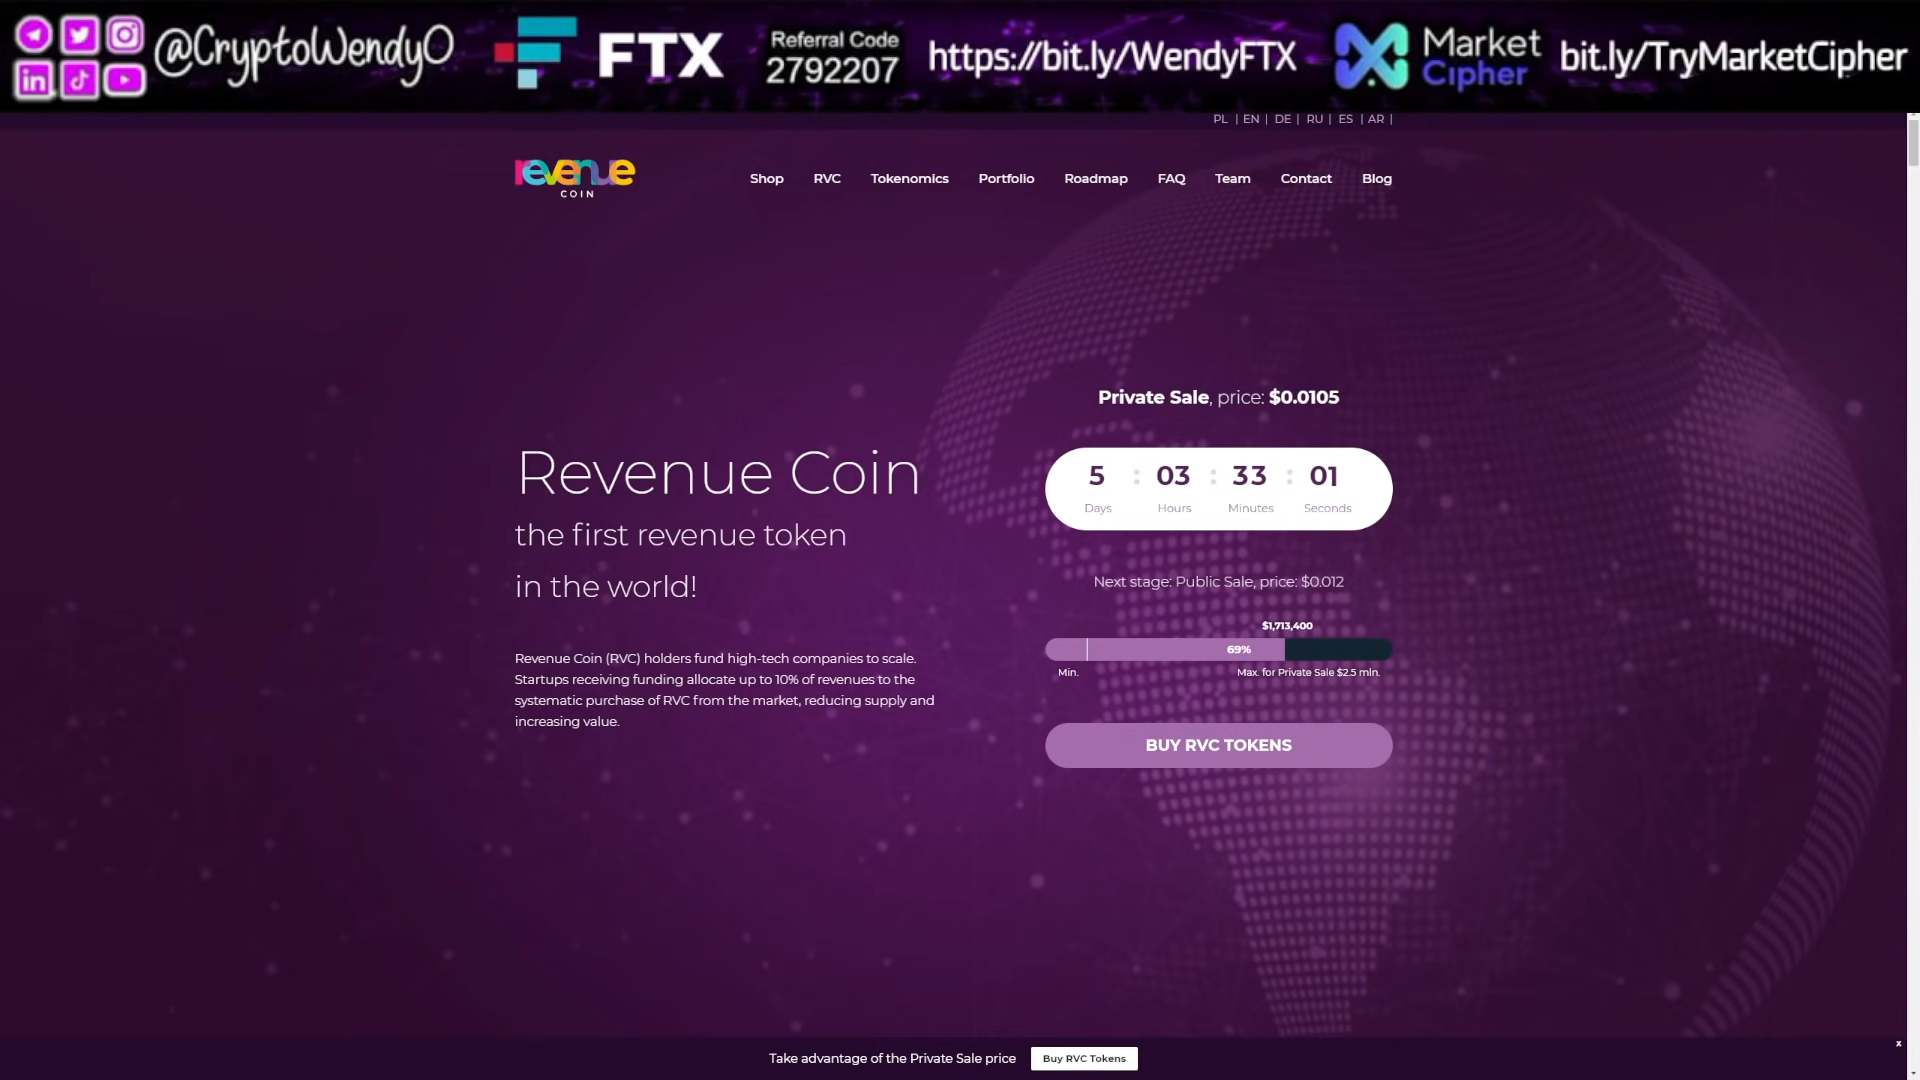 @CryptoWendyO
FTX
Referral Code
2792207
https://bit.ly/WendyFTX
Market
Cipher
bit.ly/TryMarketCipher
PL | EN | DE | RU | ES | AR |
revenue
COIN
Shop RVC Tokenomics Portfolio Roadmap FAQ Team Contact Blog
Revenue Coin
the first revenue token
in the world!
Revenue Coin (RVC) holders fund high-tech companies to scale.
Startups receiving funding allocate up to 10% of revenues to the
systematic purchase of RVC from the market, reducing supply and
increasing value.
Private Sale, price: $0.0105
5 : 03 : 33 : 01
Days Hours Minutes Seconds
Next stage: Public Sale, price: $0.012
$1,713,400
69%
Min. Max. for Private Sale $2.5 mln.
BUY RVC TOKENS
Take advantage of the Private Sale price
Buy RVC Tokens
x